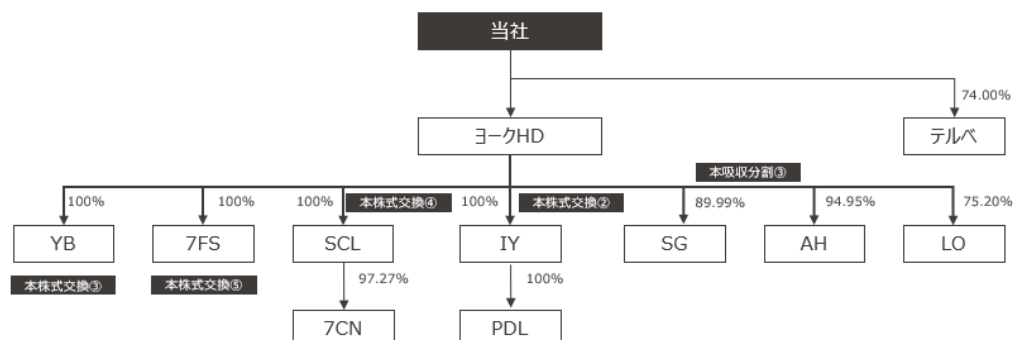 当社
74.00%
ヨークHD
テルベ
本吸収分割③
100%
100%
100%
本株式交換④
100%
本株式交換②
89.99%
94.95%
75.20%
YB
7FS
SCL
IY
SG
AH
LO
本株式交換③
本株式交換⑤
97.27%
100%
7CN
PDL